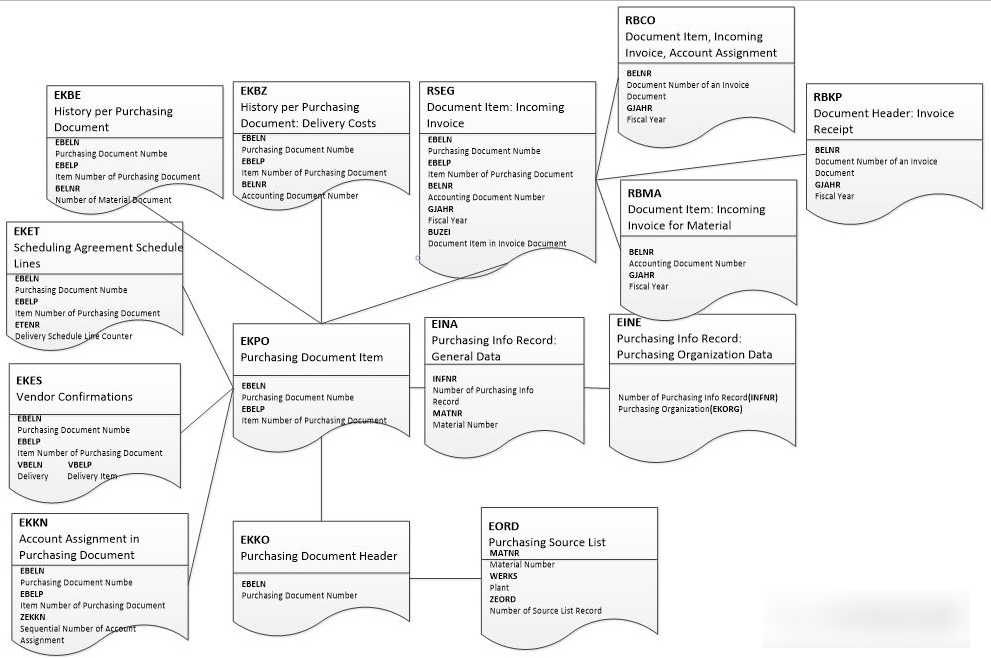 RBCO
Document Item, Incoming
Invoice, Account Assignment
BELNR
Document Number of an Invoice
Document
GJAHR
Fiscal Year
EKBE
History per Purchasing
Document
EBELN
Purchasing Document Numbe
EBELP
Item Number of Purchasing Document
BELNR
Number of Material Document
EKBZ
History per Purchasing
Document: Delivery Costs
EBELN
Purchasing Document Numbe
EBELP
Item Number of Purchasing Document
BELNR
Accounting Document Number
RSEG
Document Item: Incoming
Invoice
EBELN
Purchasing Document Numbe
EBELP
Item Number of Purchasing Document
BELNR
Accounting Document Number
GJAHR
Fiscal Year
BUZEI
Document Item in Invoice Document
RBKP
Document Header: Invoice
Receipt
BELNR
Document Number of an Invoice
Document
GJAHR
Fiscal Year
RBMA
Document Item: Incoming
Invoice for Material
BELNR
Accounting Document Number
GJAHR
Fiscal Year
EKET
Scheduling Agreement Schedule
Lines
EBELN
Purchasing Document Numbe
EBELP
Item Number of Purchasing Document
ETENR
Delivery Schedule Line Counter
EKPO
Purchasing Document Item
EBELN
Purchasing Document Numbe
EBELP
Item Number of Purchasing Document
EINA
Purchasing Info Record:
General Data
INFNR
Number of Purchasing Info
Record
MATNR
Material Number
EINE
Purchasing Info Record:
Purchasing Organization Data
Number of Purchasing Info Record(INFNR)
Purchasing Organization(EKORG)
EKES
Vendor Confirmations
EBELN
Purchasing Document Numbe
EBELP
Item Number of Purchasing Document
VBELN VBELP
Delivery Delivery Item
EKKN
Account Assignment in
Purchasing Document
EBELN
Purchasing Document Numbe
EBELP
Item Number of Purchasing Document
ZEKKN
Sequential Number of Account
Assignment
EKKO
Purchasing Document Header
EBELN
Purchasing Document Number
EORD
Purchasing Source List
MATNR
Material Number
WERKS
Plant
ZEORD
Number of Source List Record